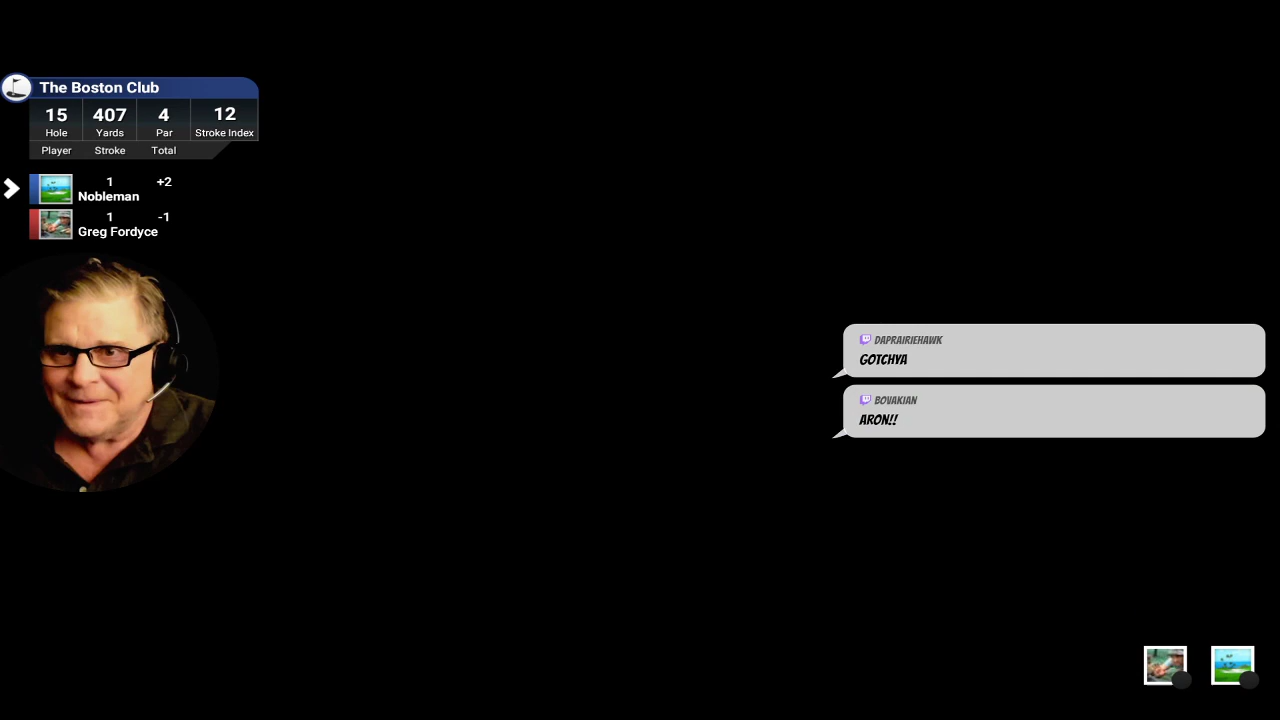 The Boston Club
15 407 4 12
Hole Yards Par Stroke Index
Player Stroke Total
1 +2
Nobleman
1 -1
Greg Fordyce
DAPRAIRIEHAWK
GOTCHYA
BOVAKIAN
ARON!!